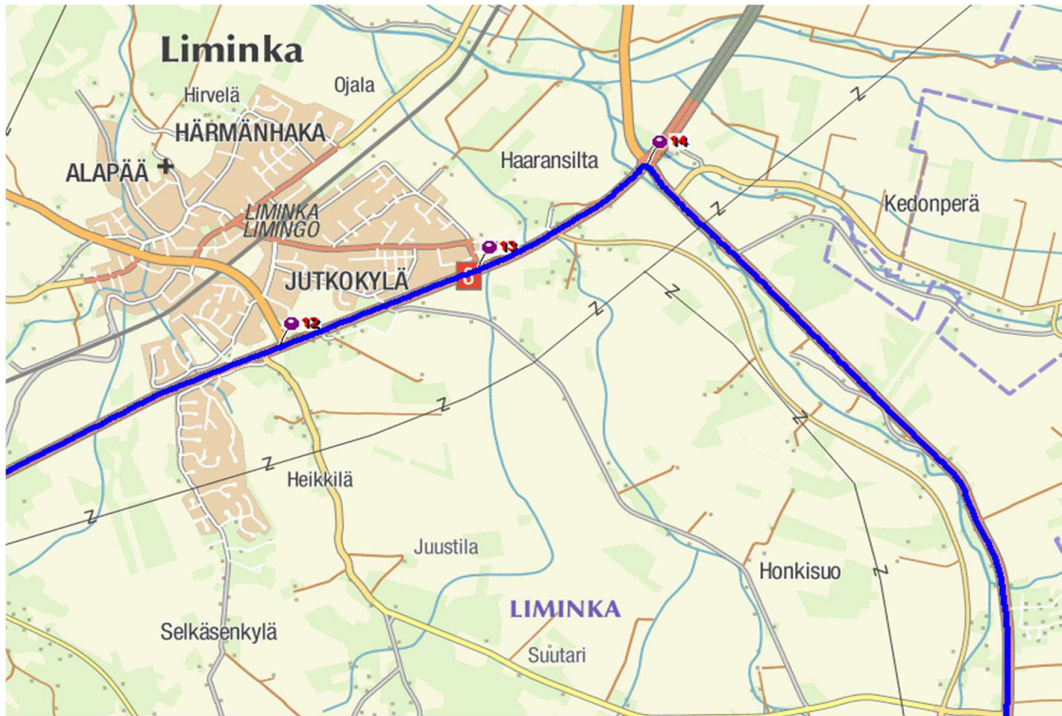 Liminka
Hirvelä
Ojala
HÄRMÄNHAKA
ALAPÄÄ
Haaransilta
14
Kedonperä
LIMINKA
LIMINGO
13
JUTKOKYLÄ
12
Z
Z
Z
Z
Z
Z
Z
Z
Z
Heikkilä
Juustila
Honkisuo
LIMINKA
Selkäsenkylä
Suutari